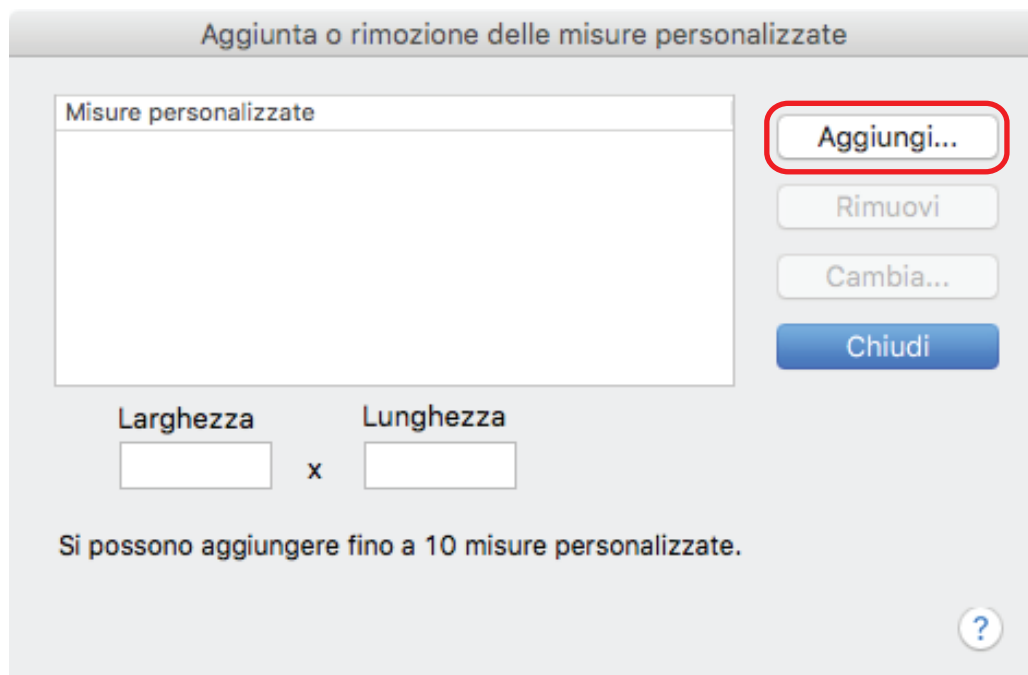 Aggiunta o rimozione delle misure personalizzate
Misure personalizzate
Aggiungi...
Rimuovi
Cambia...
Chiudi
Larghezza
Lunghezza
x
Si possono aggiungere fino a 10 misure personalizzate.
?